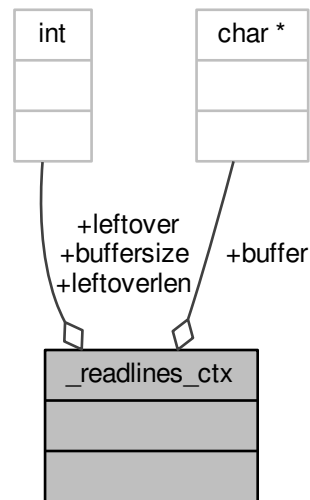 int
char *
+leftover
+buffersize
+leftoverlen
+buffer
_readlines_ctx